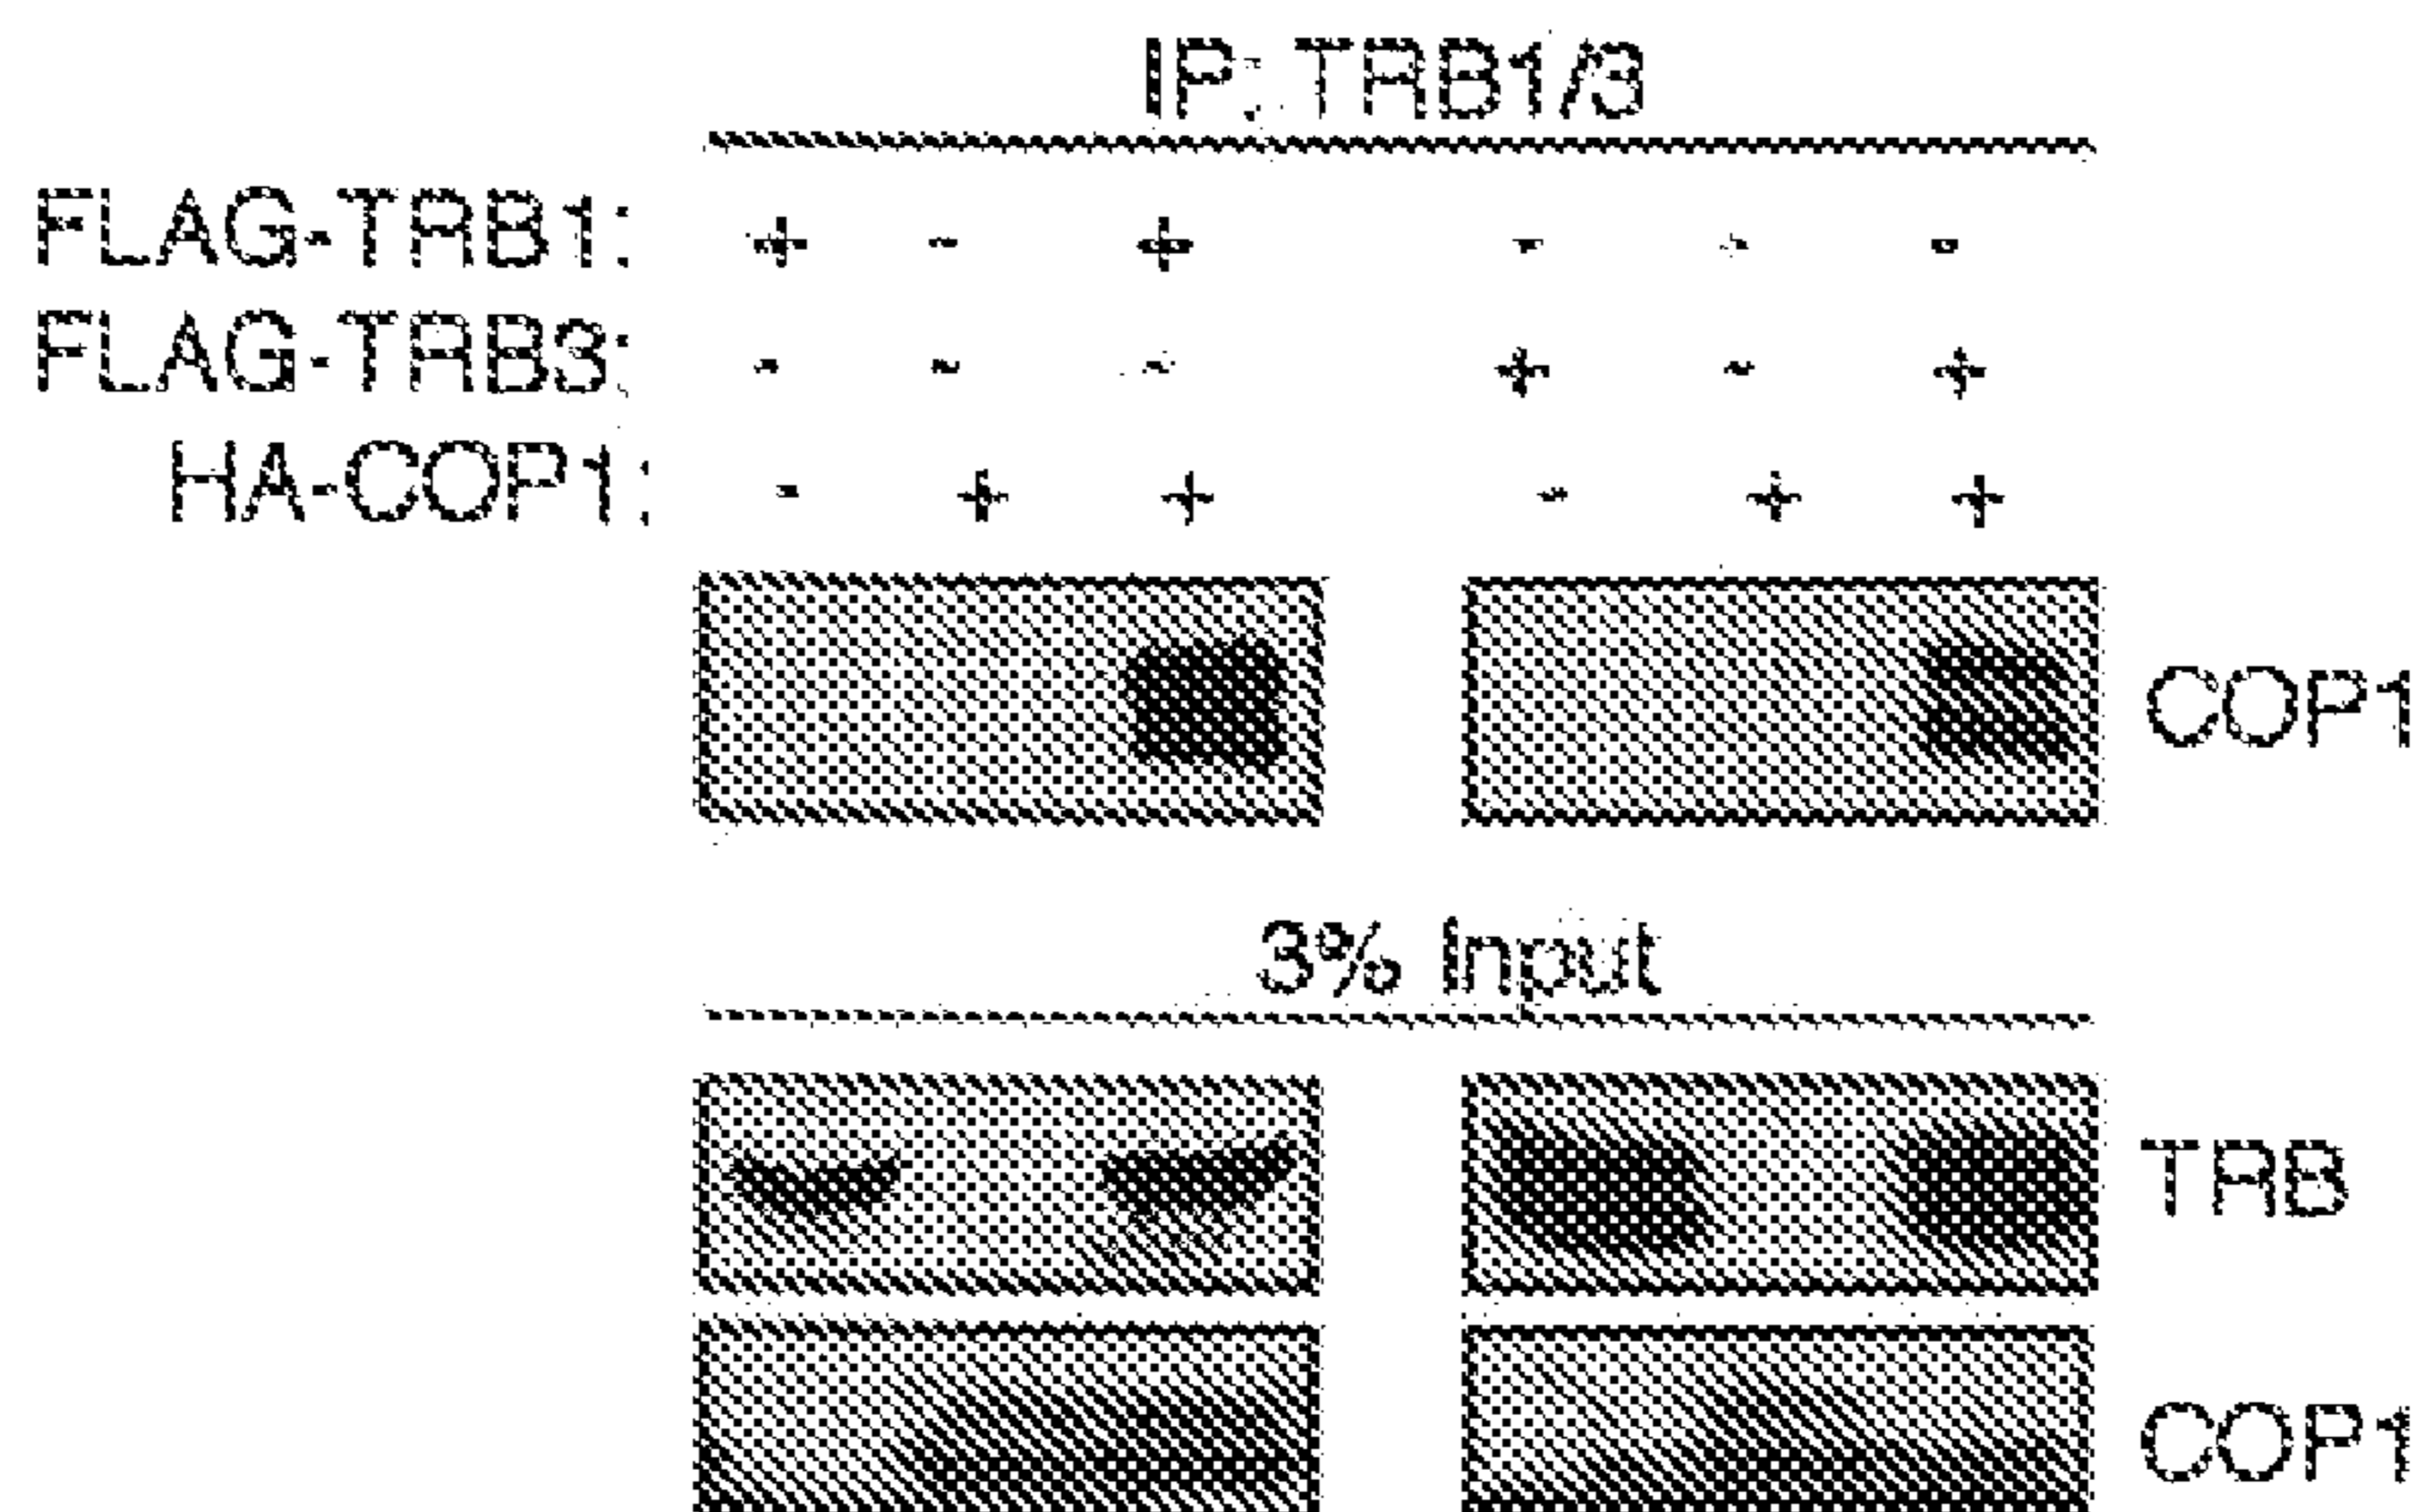 IP: TRB1/3
FLAG-TRB1: + - + - - -
FLAG-TRB3: - - - + - +
HA-COP1: - + + - + +
COP1
3% Input
TRB
COP1